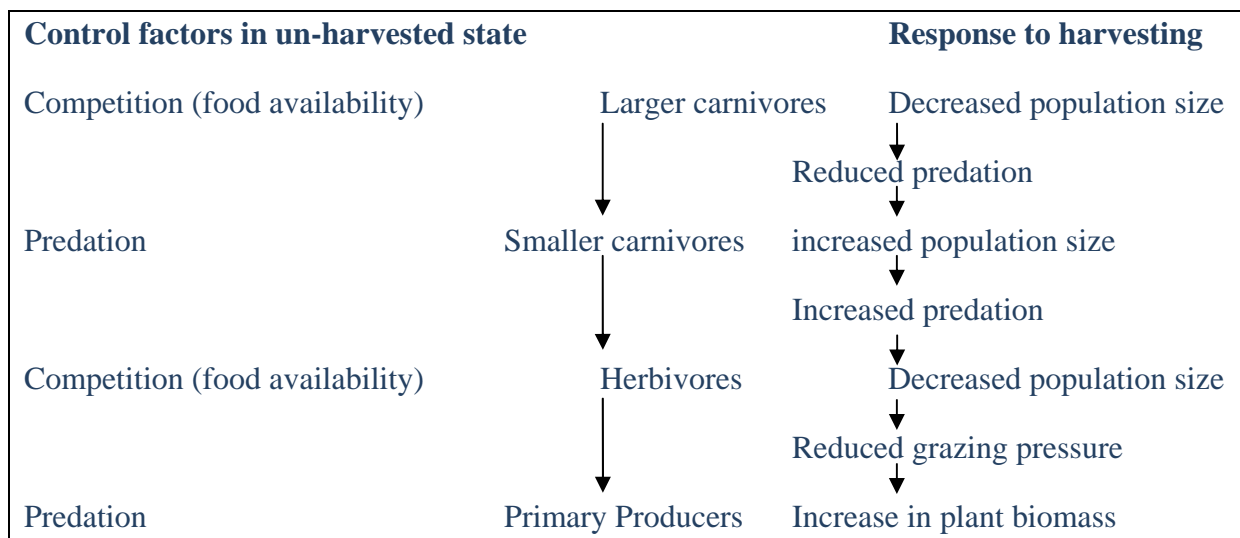 Control factors in un-harvested state Response to harvesting
Competition (food availability) Larger carnivores Decreased population size
Reduced predation
Predation Smaller carnivores increased population size
Increased predation
Competition (food availability) Herbivores Decreased population size
Reduced grazing pressure
Predation Primary Producers Increase in plant biomass